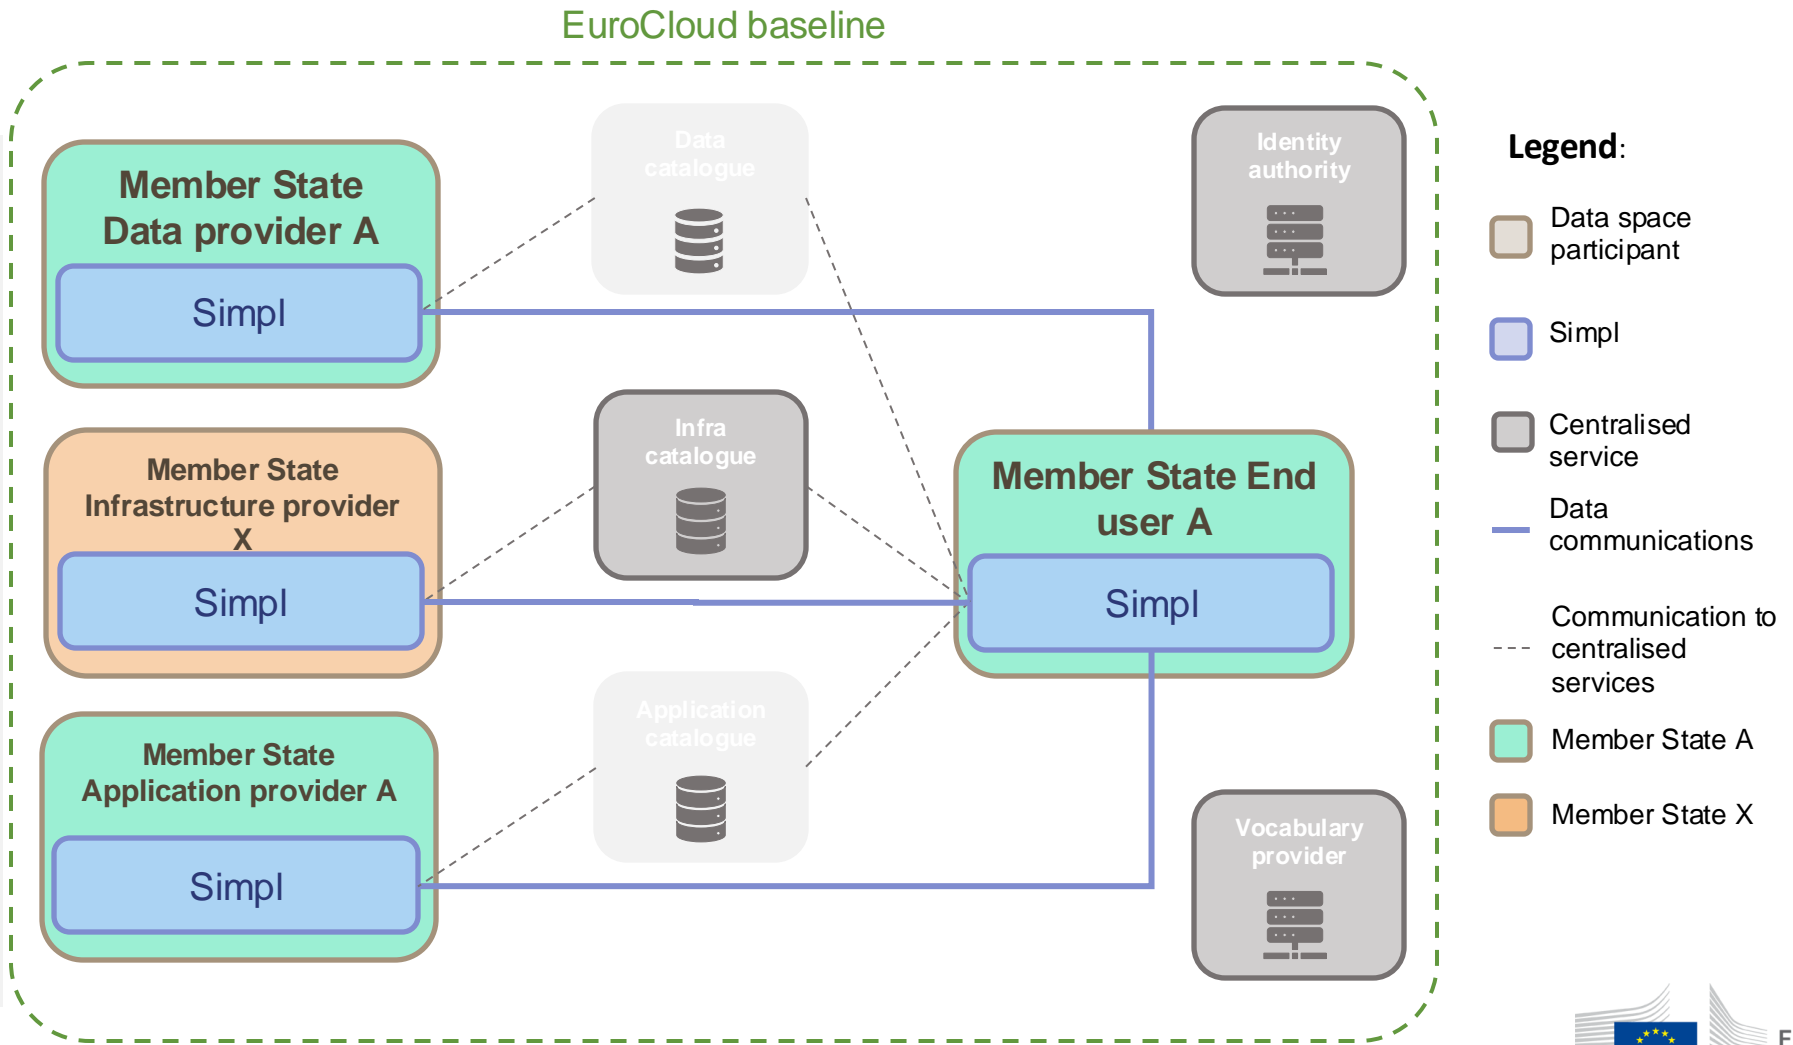 EuroCloud baseline
Member State
Data provider A
Simpl
Data
catalogue
Identity
authority
Member State
Infrastructure provider
X
Simpl
Infra
catalogue
Member State End
user A
Simpl
Member State
Application provider A
Simpl
Application
catalogue
Vocabulary
provider
Legend:
Data space
participant
Simpl
Centralised
service
Data
communications
Communication to
centralised
services
Member State A
Member State X
E